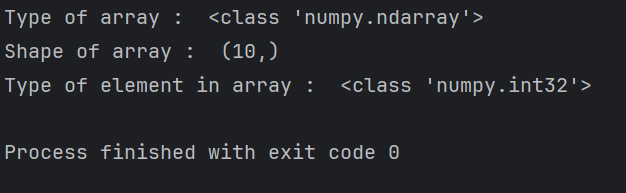 Type of array :  <class 'numpy.ndarray'>
Shape of array :  (10,)
Type of element in array :  <class 'numpy.int32'>
Process finished with exit code 0